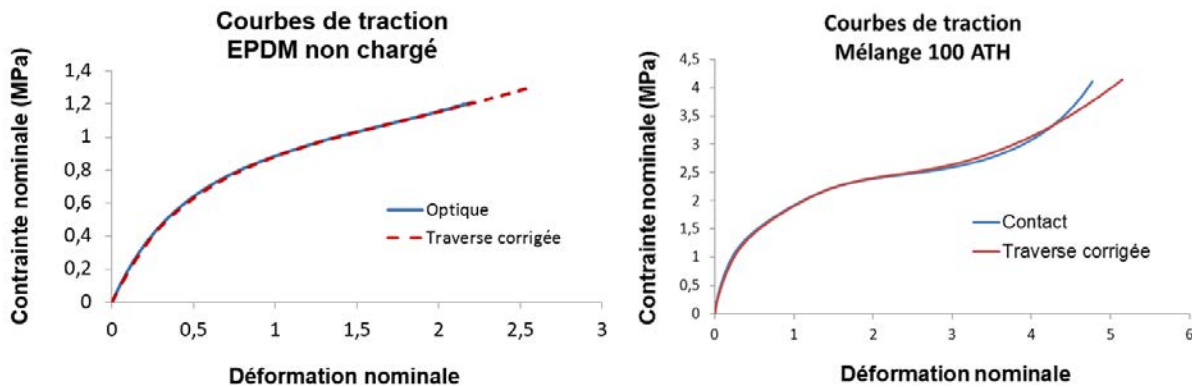 Courbes de traction
EPDM non chargé
Contrainte nominale (MPa)
1,4
1,2
1
0,8
0,6
0,4
0,2
0
0
0,5
1
1,5
2
2,5
3
Optique
Traverse corrigée
Déformation nominale
Courbes de traction
Mélange 100 ATH
Contrainte nominale (MPa)
4,5
4
3,5
3
2,5
2
1,5
1
0,5
0
0
1
2
3
4
5
6
Contact
Traverse corrigée
Déformation nominale